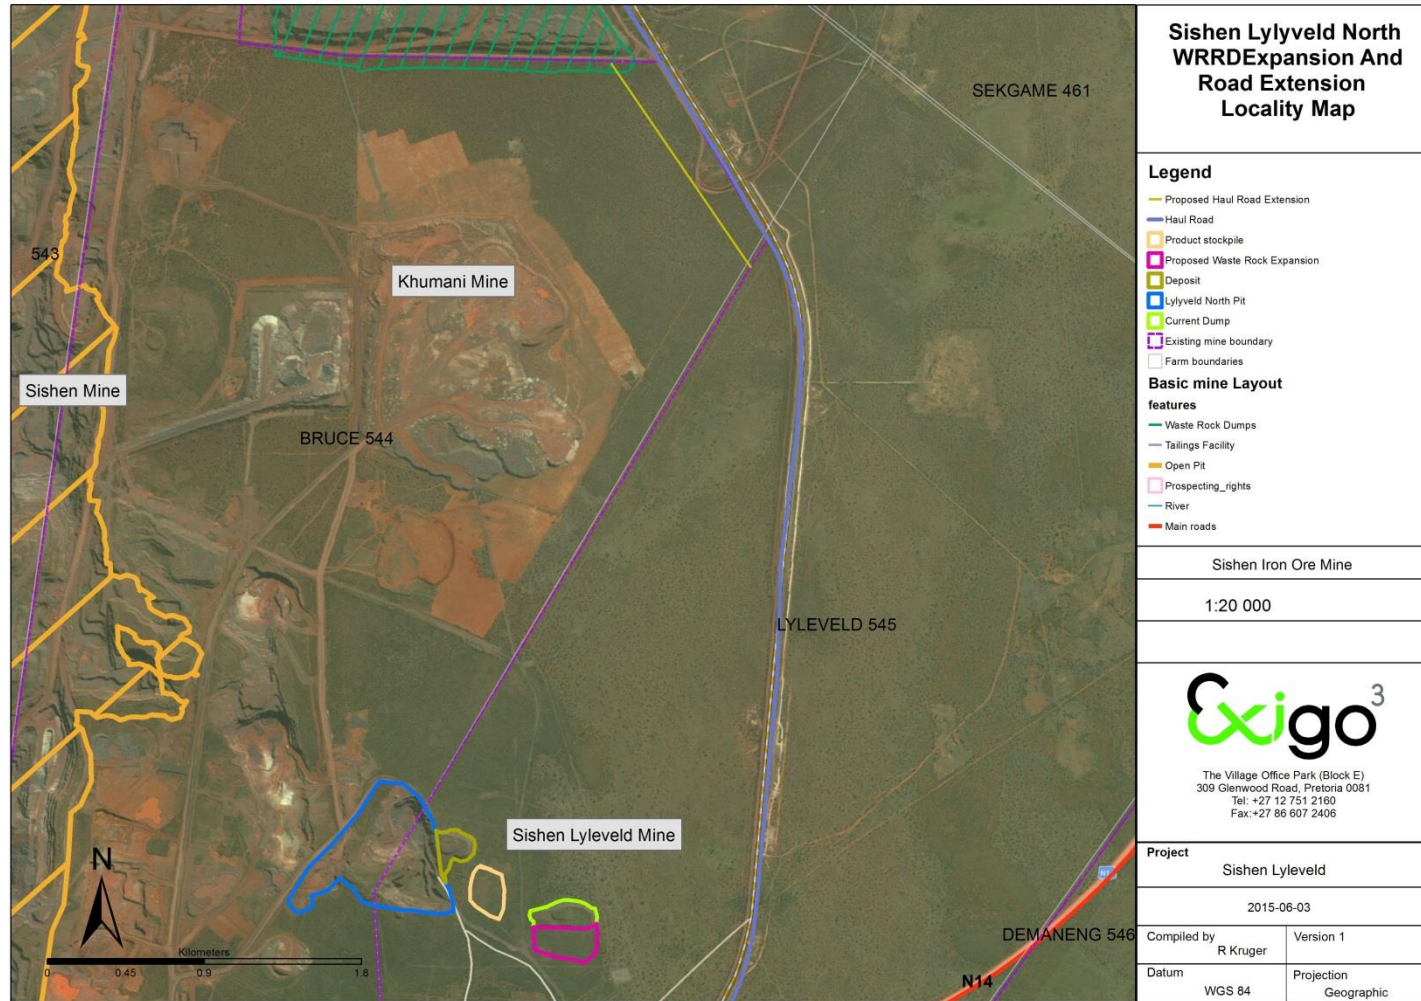 SEKGAME 461
543
Khumani Mine
Sishen Mine
BRUCE 544
LYLEVELD 545
Sishen Lyleveld Mine
N
Kilometers
0 0.45 0.9 1.8
DEMANENG 546
N14
Sishen Lylyveld North
WRRDExpansion And
Road Extension
Locality Map
Legend
Proposed Haul Road Extension
Haul Road
Product stockpile
Proposed Waste Rock Expansion
Deposit
Lylyveld North Pit
Current Dump
Existing mine boundary
Farm boundaries
Basic mine Layout
features
Waste Rock Dumps
Tailings Facility
Open Pit
Prospecting_rights
River
Main roads
Sishen Iron Ore Mine
1:20 000
exigo3
The Village Office Park (Block E)
309 Glenwood Road, Pretoria 0081
Tel: +27 12 751 2160
Fax:+27 86 607 2406
Project
Sishen Lyleveld
2015-06-03
Compiled by
R Kruger
Version 1
Datum
WGS 84
Projection
Geographic